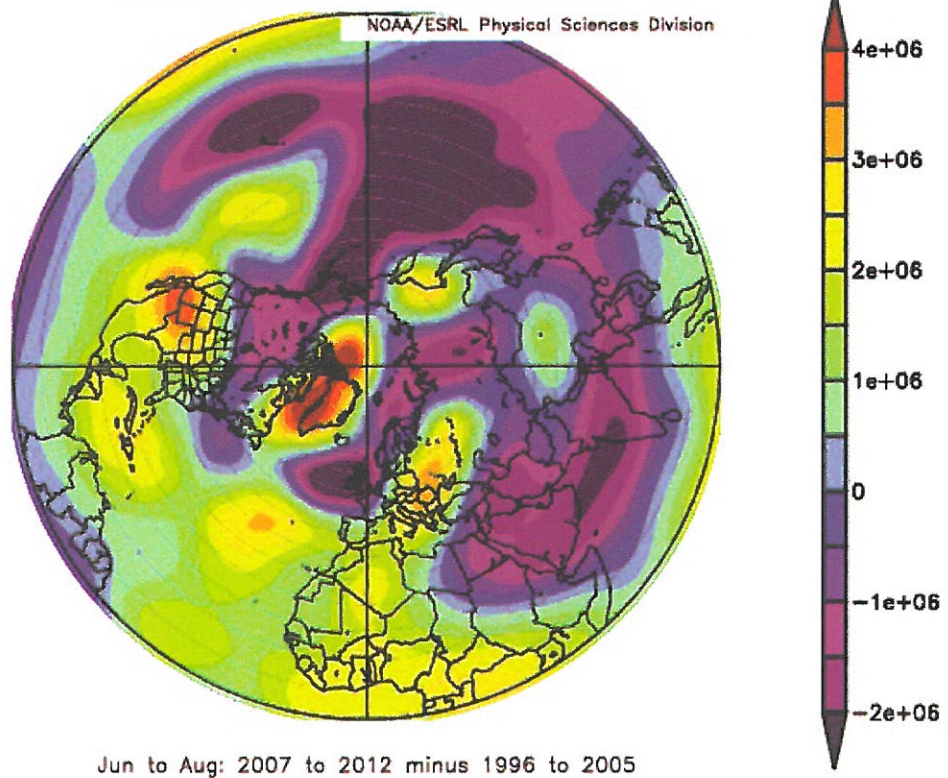 NOAA/ESRL Physical Sciences Division
4e+06
3e+06
2e+06
1e+06
0
-1e+06
-2e+06
Jun to Aug: 2007 to 2012 minus 1996 to 2005